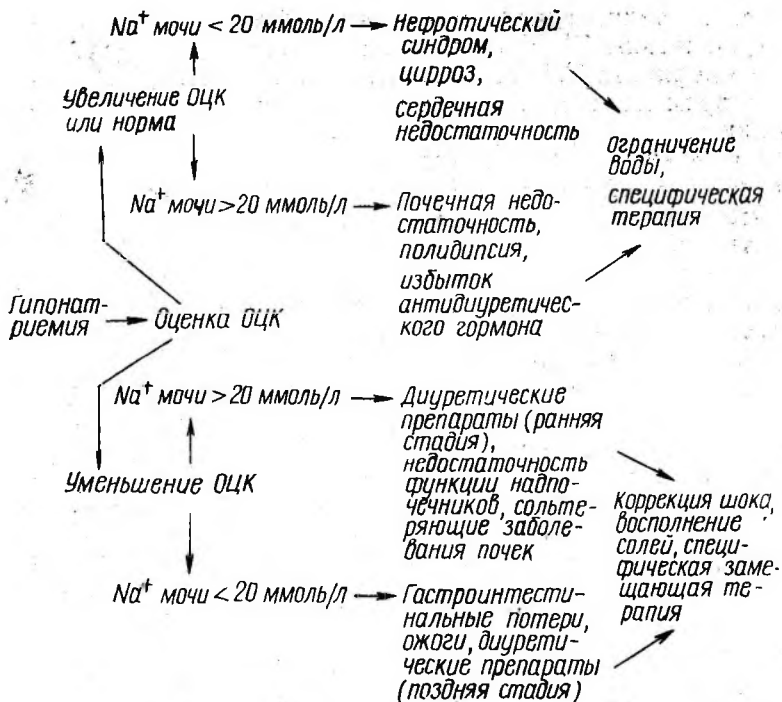 Na⁺ мочи < 20 ммоль/л
Нефротический
синдром,
цирроз,
сердечная
недостаточность
Увеличение ОЦК
или норма
Ограничение
воды,
специфическая
терапия
Na⁺ мочи > 20 ммоль/л
Почечная недо-
статочность,
полидипсия,
избыток
антидиуретичес-
кого гормона
Гипонат-
риемия
Оценка ОЦК
Na⁺ мочи > 20 ммоль/л
Диуретические
препараты (ранняя
стадия),
недостаточность
функции надпо-
чечников, сольте-
ряющие заболе-
вания почек
Уменьшение ОЦК
Коррекция шока,
восполнение
солей, специ-
фическая заме-
щающая те-
рапия
Na⁺ мочи < 20 ммоль/л
Гастроинтести-
нальные потери,
ожоги, диурети-
ческие препараты
(поздняя стадия)